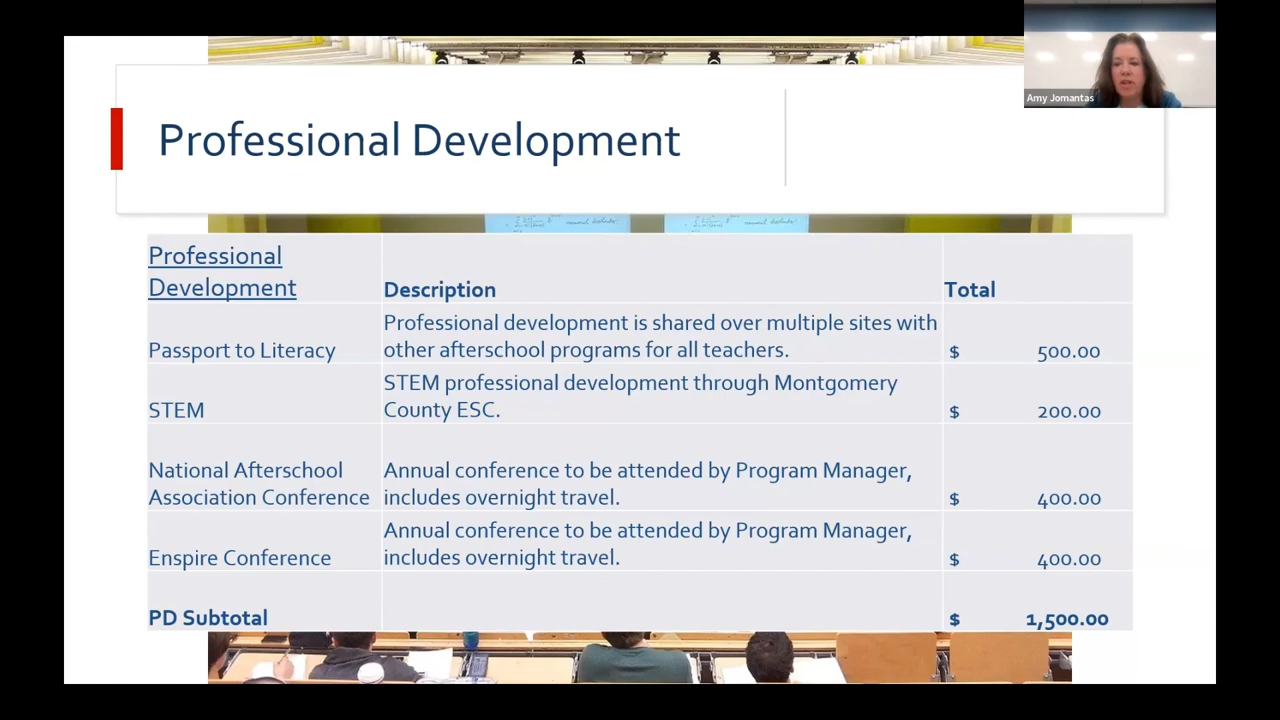 Amy Jomantas
Professional Development
Professional
Development
Description
Total
Passport to Literacy
Professional development is shared over multiple sites with
other afterschool programs for all teachers.
$ 500.00
STEM
STEM professional development through Montgomery
County ESC.
$ 200.00
National Afterschool
Association Conference
Annual conference to be attended by Program Manager,
includes overnight travel.
$ 400.00
Enspire Conference
Annual conference to be attended by Program Manager,
includes overnight travel.
$ 400.00
PD Subtotal
$ 1,500.00